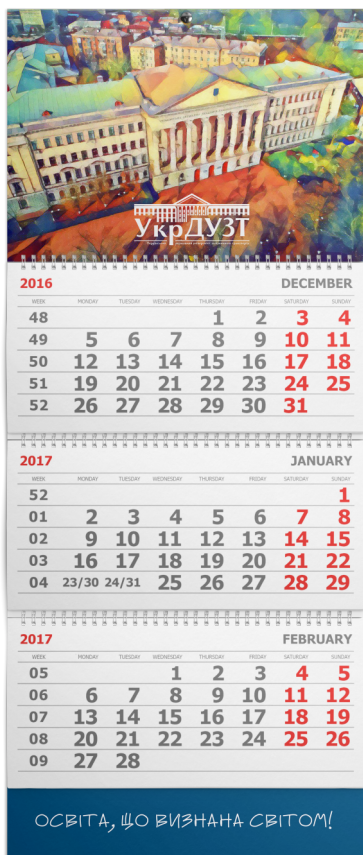 УкрДУЗТ
2016 DECEMBER
WEEK MONDAY TUESDAY WEDNESDAY THURSDAY FRIDAY SATURDAY SUNDAY
48 1 2 3 4
49 5 6 7 8 9 10 11
50 12 13 14 15 16 17 18
51 19 20 21 22 23 24 25
52 26 27 28 29 30 31
2017 JANUARY
WEEK MONDAY TUESDAY WEDNESDAY THURSDAY FRIDAY SATURDAY SUNDAY
52 1
01 2 3 4 5 6 7 8
02 9 10 11 12 13 14 15
03 16 17 18 19 20 21 22
04 23/30 24/31 25 26 27 28 29
2017 FEBRUARY
WEEK MONDAY TUESDAY WEDNESDAY THURSDAY FRIDAY SATURDAY SUNDAY
05 1 2 3 4 5
06 6 7 8 9 10 11 12
07 13 14 15 16 17 18 19
08 20 21 22 23 24 25 26
09 27 28
ОСВІТА, ЩО ВИЗНАНА СВІТОМ!